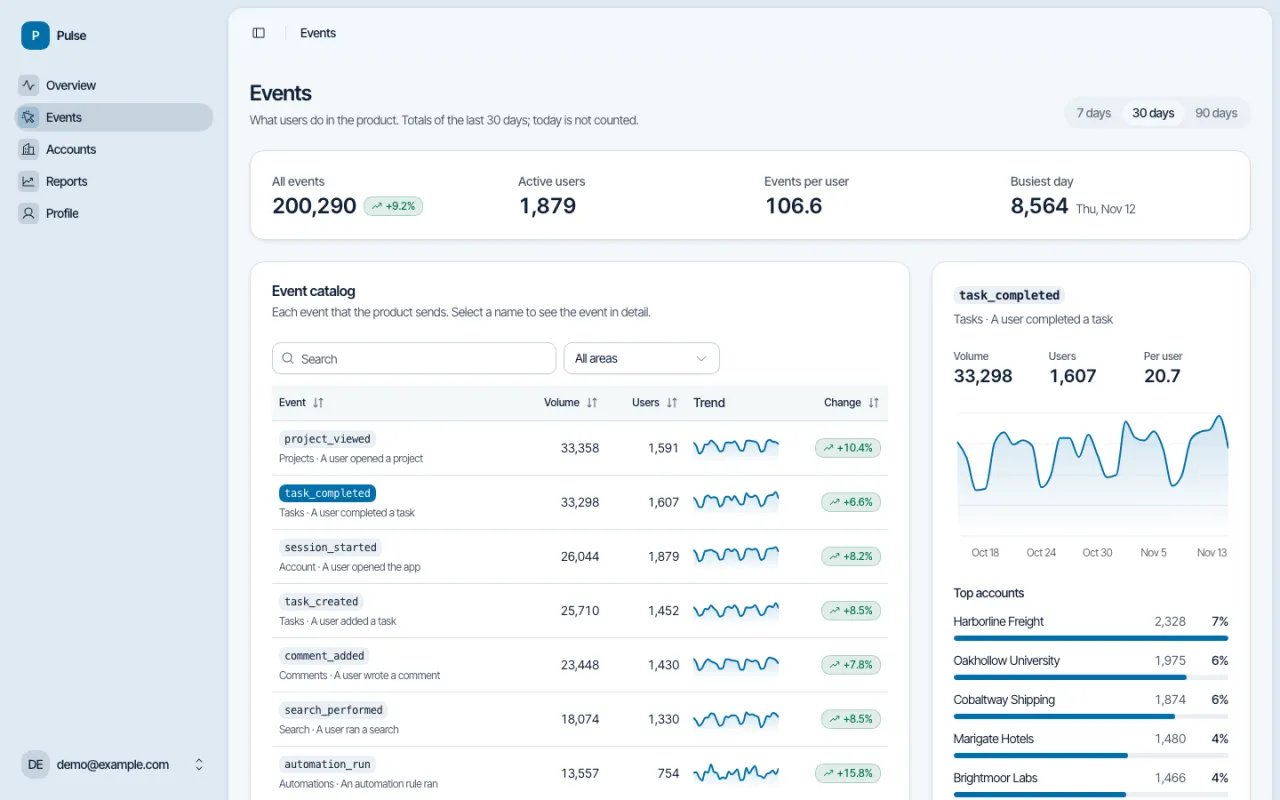 P Pulse
Overview
Events
Accounts
Reports
Profile
DE demo@example.com
Events
Events
What users do in the product. Totals of the last 30 days; today is not counted.
7 days 30 days 90 days
All events
200,290 +9.2%
Active users
1,879
Events per user
106.6
Busiest day
8,564 Thu, Nov 12
Event catalog
Each event that the product sends. Select a name to see the event in detail.
Search
All areas
Event Volume Users Trend Change
project_viewed
Projects · A user opened a project
33,358 1,591 +10.4%
task_completed
Tasks · A user completed a task
33,298 1,607 +6.6%
session_started
Account · A user opened the app
26,044 1,879 +8.2%
task_created
Tasks · A user added a task
25,710 1,452 +8.5%
comment_added
Comments · A user wrote a comment
23,448 1,430 +7.8%
search_performed
Search · A user ran a search
18,074 1,330 +8.5%
automation_run
Automations · An automation rule ran
13,557 754 +15.8%
task_completed
Tasks · A user completed a task
Volume Users Per user
33,298 1,607 20.7
Oct 18 Oct 24 Oct 30 Nov 5 Nov 13
Top accounts
Harborline Freight 2,328 7%
Oakhollow University 1,975 6%
Cobaltway Shipping 1,874 6%
Marigate Hotels 1,480 4%
Brightmoor Labs 1,466 4%